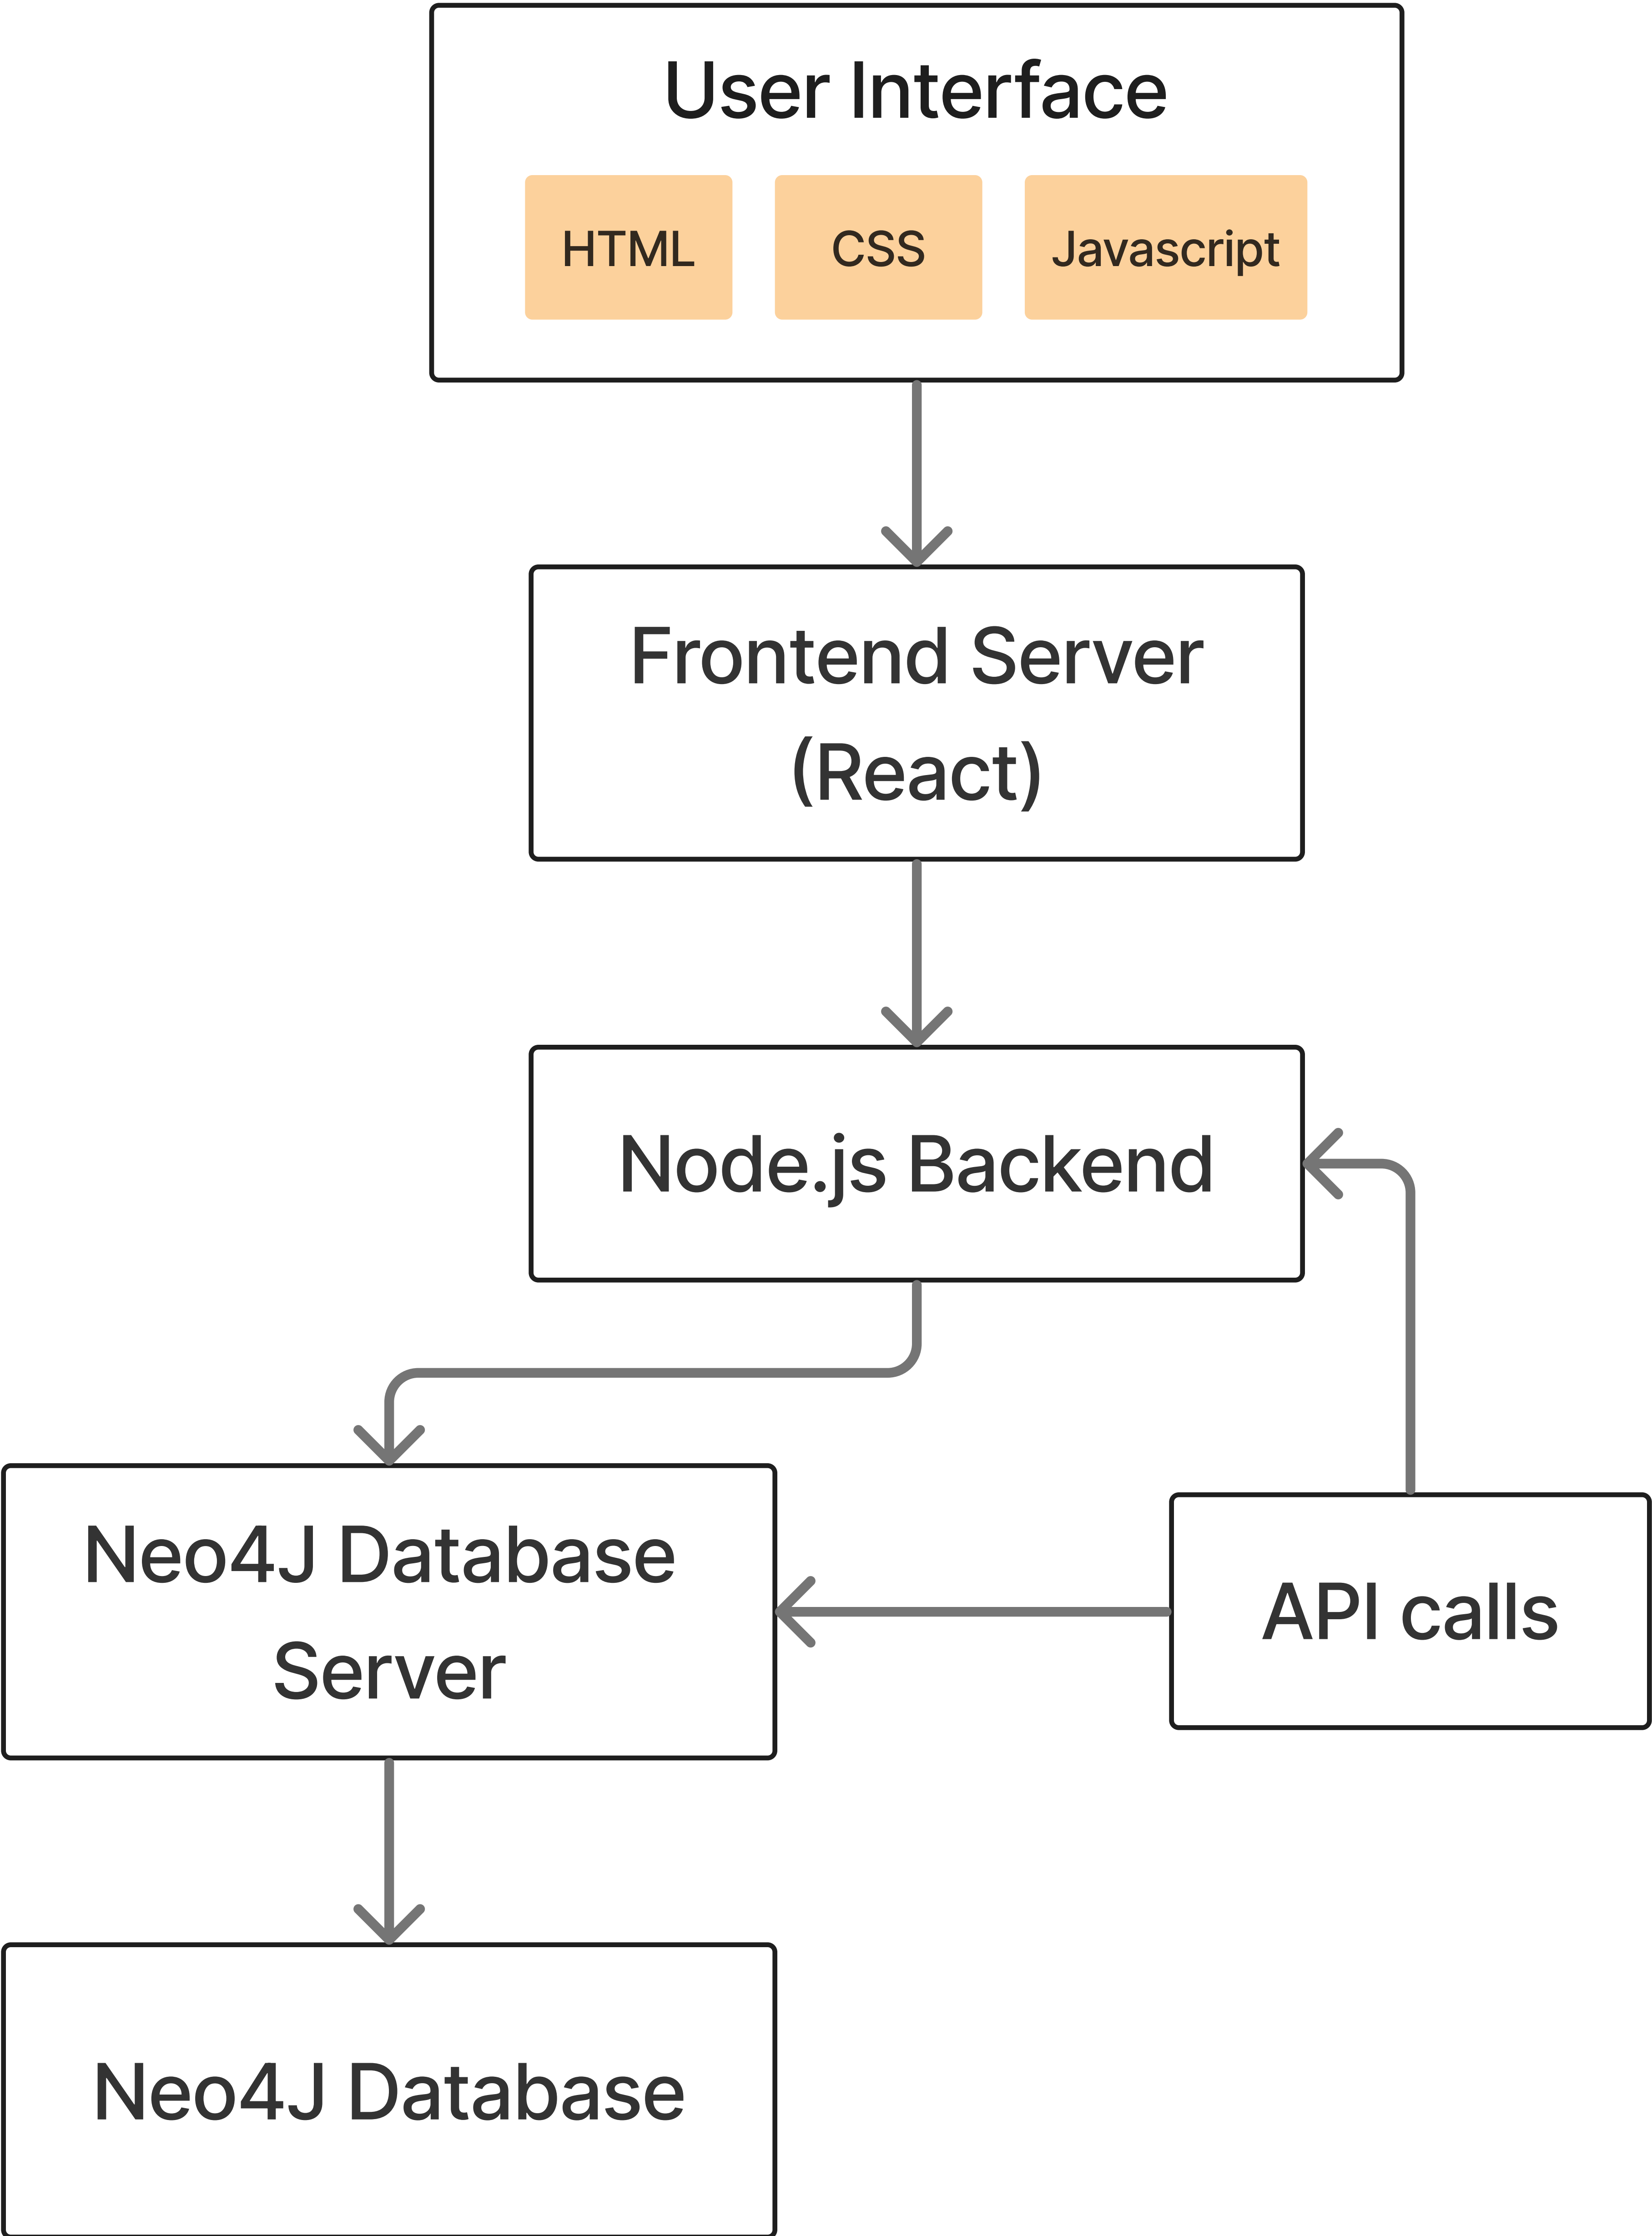 User Interface
HTML
CSS
Javascript
Frontend Server
(React)
Node.js Backend
Neo4J Database
Server
API calls
Neo4J Database